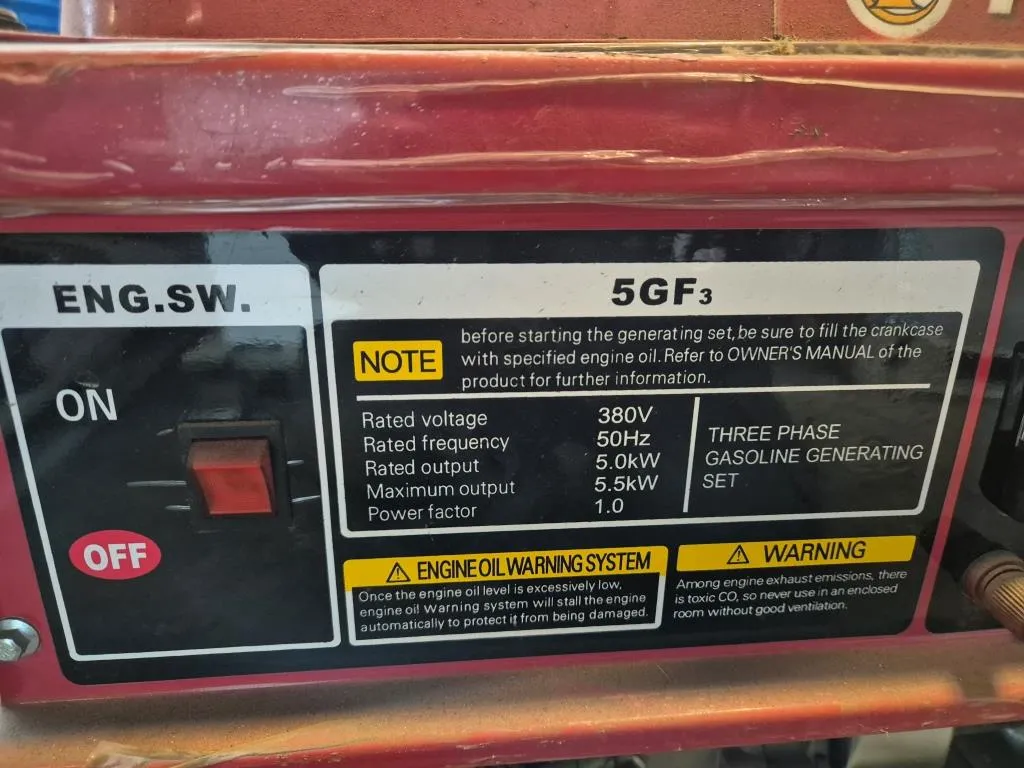 ENG.SW.
ON
OFF
5GF3
NOTE
before starting the generating set,be sure to fill the crankcase
with specified engine oil. Refer to OWNER'S MANUAL of the
product for further information.
Rated voltage 380V
Rated frequency 50Hz
Rated output 5.0kW
Maximum output 5.5kW
Power factor 1.0
THREE PHASE
GASOLINE GENERATING
SET
⚠ ENGINE OIL WARNING SYSTEM
Once the engine oil level is excessively low,
engine oil Warning system will stall the engine
automatically to protect it from being damaged.
⚠ WARNING
Among engine exhaust emissions, there
is toxic CO, so never use in an enclosed
room without good ventilation.